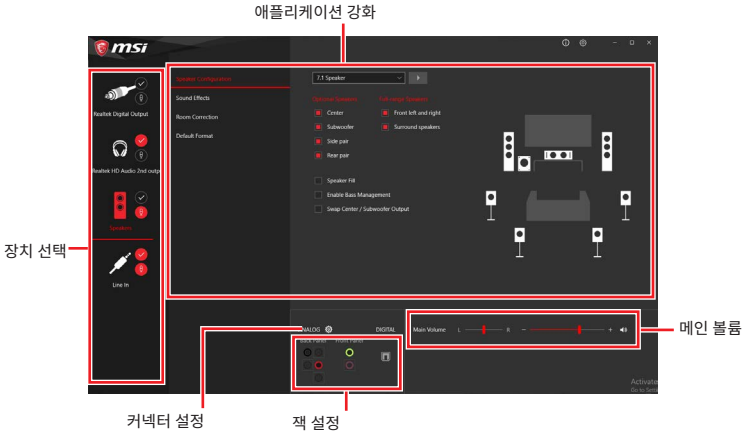 애플리케이션 강화
msi
Speaker Configuration
Sound Effects
Room Correction
Default Format
7.1 Speaker
Optional Speakers
Full-range Speakers
Center
Front left and right
Subwoofer
Surround speakers
Side pair
Rear pair
Speaker Fill
Enable Bass Management
Swap Center / Subwoofer Output
Realtek Digital Output
Realtek HD Audio 2nd outp
Speakers
Line In
장치 선택
ANALOG
DIGITAL
Back Panel
Front Panel
Main Volume
L
R
메인 볼륨
Activate
Go to Setti
커넥터 설정
잭 설정